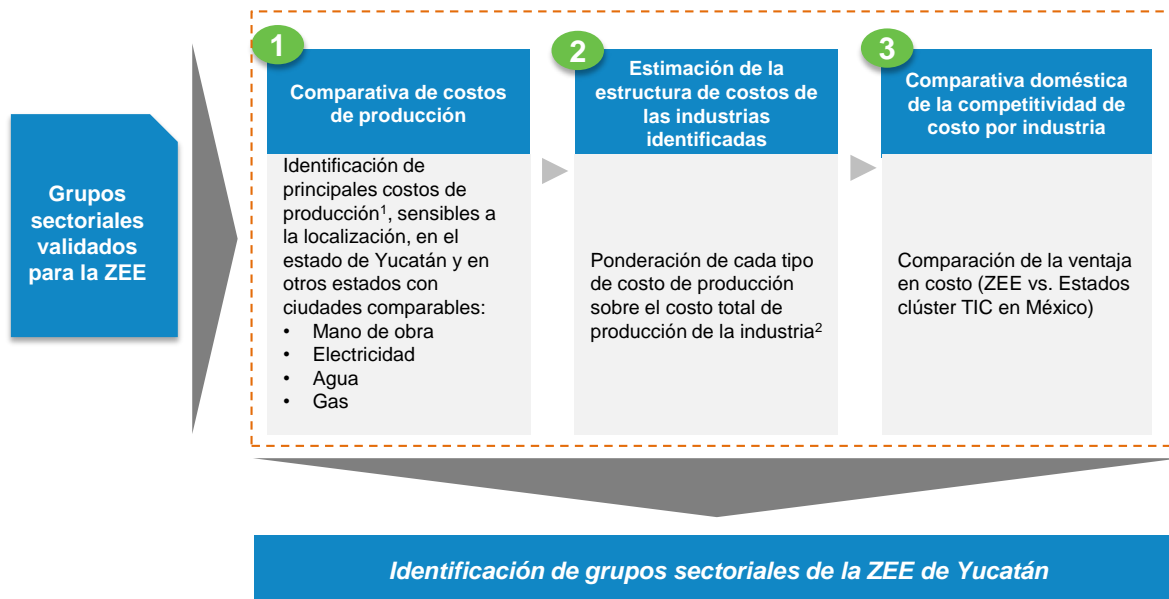 Grupos
sectoriales
validados
para la ZEE
1
Comparativa de costos
de producción
Identificación de
principales costos de
producción¹, sensibles a
la localización, en el
estado de Yucatán y en
otros estados con
ciudades comparables:
• Mano de obra
• Electricidad
• Agua
• Gas
2
Estimación de la
estructura de costos de
las industrias
identificadas
Ponderación de cada tipo
de costo de producción
sobre el costo total de
producción de la industria²
3
Comparativa doméstica
de la competitividad de
costo por industria
Comparación de la ventaja
en costo (ZEE vs. Estados
clúster TIC en México)
Identificación de grupos sectoriales de la ZEE de Yucatán